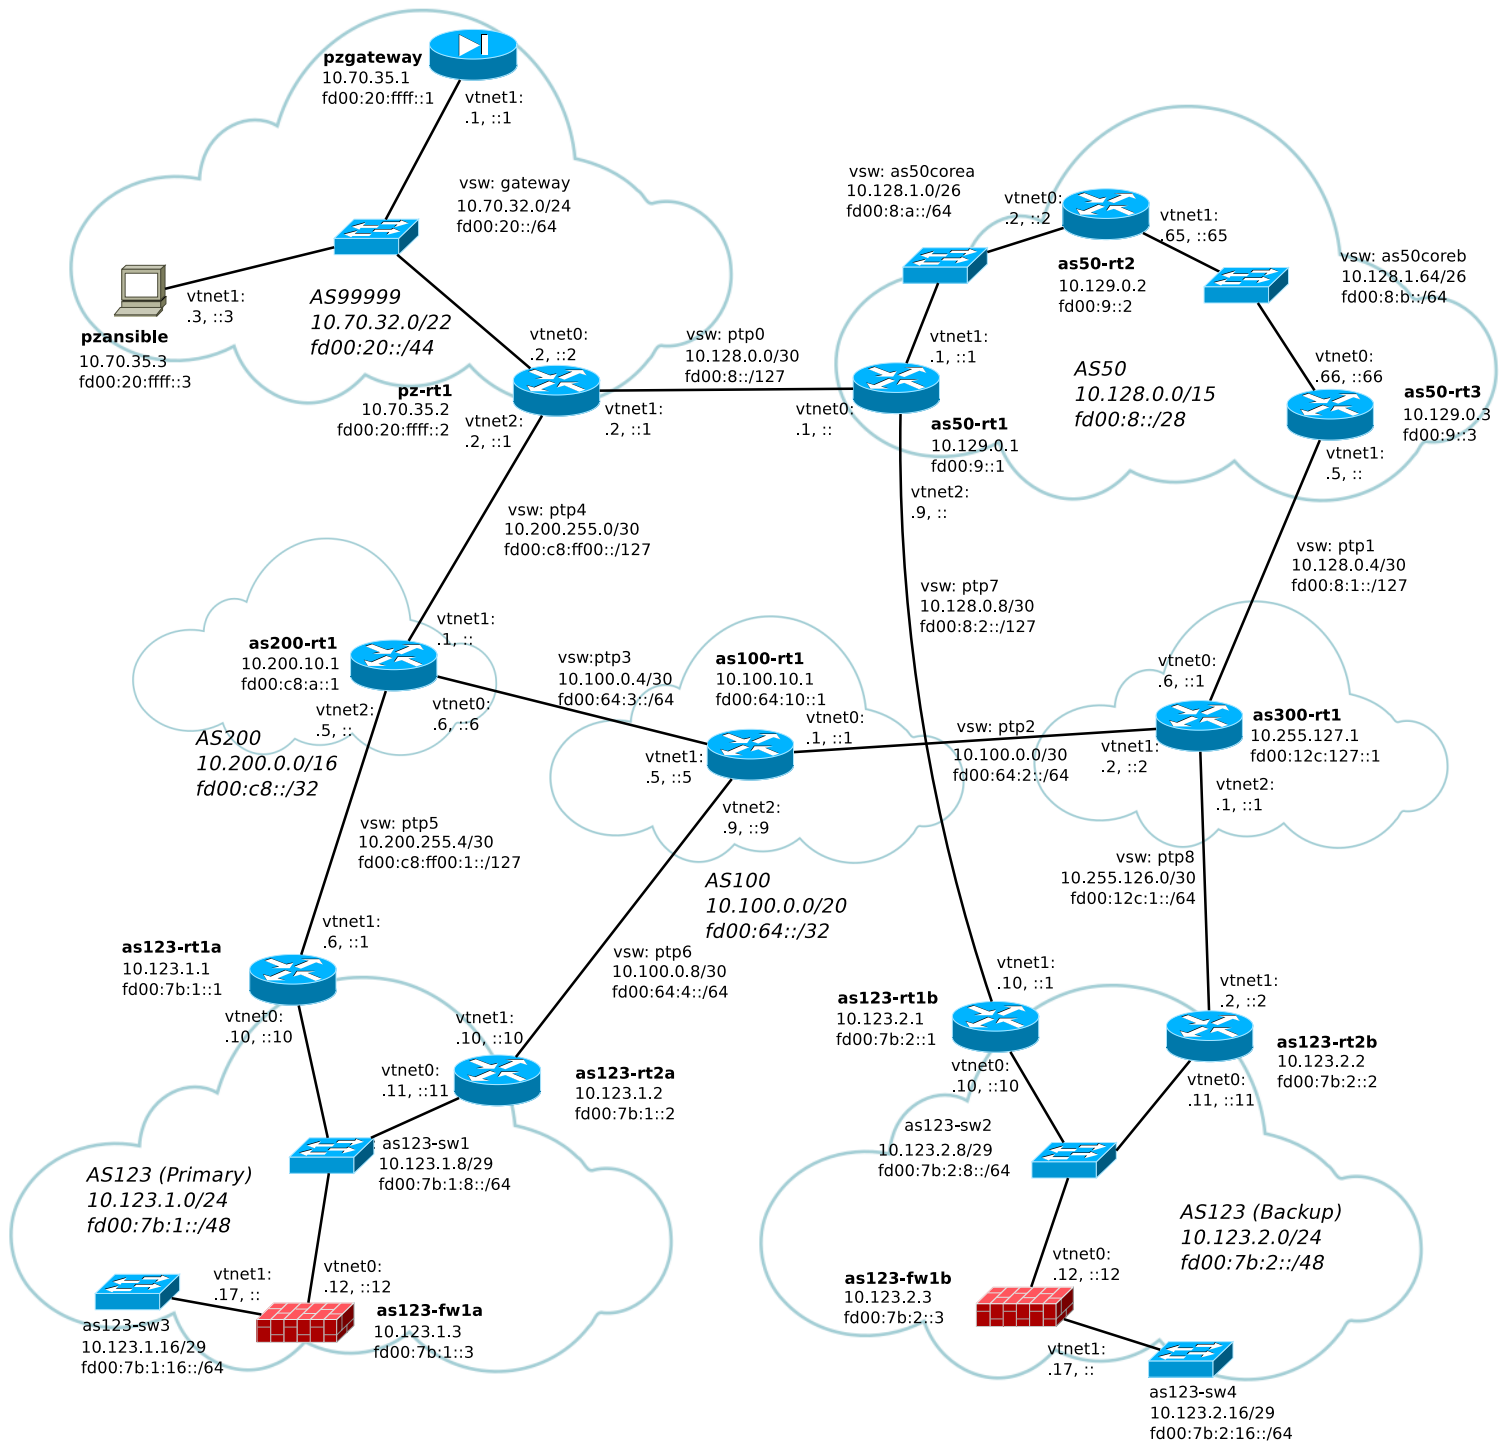 pzgateway
10.70.35.1
fd00:20:ffff::1
vtnet1:
.1, ::1
vsw: gateway
10.70.32.0/24
fd00:20::/64
vtnet1:
.3, ::3
pzansible
10.70.35.3
fd00:20:ffff::3
AS99999
10.70.32.0/22
fd00:20::/44
vtnet0:
.2, ::2
pz-rt1
10.70.35.2
fd00:20:ffff::2
vtnet2:
.2, ::1
vtnet1:
.2, ::1
vsw: ptp0
10.128.0.0/30
fd00:8::/127
vsw: as50corea
10.128.1.0/26
fd00:8:a::/64
vtnet0:
.2, ::2
vtnet1:
.65, ::65
as50-rt2
10.129.0.2
fd00:9::2
vsw: as50coreb
10.128.1.64/26
fd00:8:b::/64
vtnet1:
.1, ::1
vtnet0:
.1, ::
as50-rt1
10.129.0.1
fd00:9::1
vtnet2:
.9, ::
AS50
10.128.0.0/15
fd00:8::/28
vtnet0:
.66, ::66
as50-rt3
10.129.0.3
fd00:9::3
vtnet1:
.5, ::
vsw: ptp4
10.200.255.0/30
fd00:c8:ff00::/127
vsw: ptp7
10.128.0.8/30
fd00:8:2::/127
vsw: ptp1
10.128.0.4/30
fd00:8:1::/127
vtnet1:
.1, ::
as200-rt1
10.200.10.1
fd00:c8:a::1
vtnet2:
.5, ::
vtnet0:
.6, ::6
AS200
10.200.0.0/16
fd00:c8::/32
vsw:ptp3
10.100.0.4/30
fd00:64:3::/64
as100-rt1
10.100.10.1
fd00:64:10::1
vtnet0:
.1, ::1
vtnet1:
.5, ::5
vtnet2:
.9, ::9
vsw: ptp2
10.100.0.0/30
fd00:64:2::/64
vtnet0:
.6, ::1
as300-rt1
10.255.127.1
fd00:12c:127::1
vtnet1:
.2, ::2
vtnet2:
.1, ::1
vsw: ptp5
10.200.255.4/30
fd00:c8:ff00:1::/127
AS100
10.100.0.0/20
fd00:64::/32
vsw: ptp8
10.255.126.0/30
fd00:12c:1::/64
vtnet1:
.6, ::1
as123-rt1a
10.123.1.1
fd00:7b:1::1
vtnet0:
.10, ::10
vsw: ptp6
10.100.0.8/30
fd00:64:4::/64
vtnet1:
.10, ::10
vtnet0:
.11, ::11
as123-rt2a
10.123.1.2
fd00:7b:1::2
as123-sw1
10.123.1.8/29
fd00:7b:1:8::/64
AS123 (Primary)
10.123.1.0/24
fd00:7b:1::/48
vtnet1:
.17, ::
vtnet0:
.12, ::12
as123-fw1a
10.123.1.3
fd00:7b:1::3
as123-sw3
10.123.1.16/29
fd00:7b:1:16::/64
vtnet1:
.10, ::1
as123-rt1b
10.123.2.1
fd00:7b:2::1
vtnet0:
.10, ::10
vtnet1:
.2, ::2
as123-rt2b
10.123.2.2
fd00:7b:2::2
vtnet0:
.11, ::11
as123-sw2
10.123.2.8/29
fd00:7b:2:8::/64
AS123 (Backup)
10.123.2.0/24
fd00:7b:2::/48
vtnet0:
.12, ::12
as123-fw1b
10.123.2.3
fd00:7b:2::3
vtnet1:
.17, ::
as123-sw4
10.123.2.16/29
fd00:7b:2:16::/64